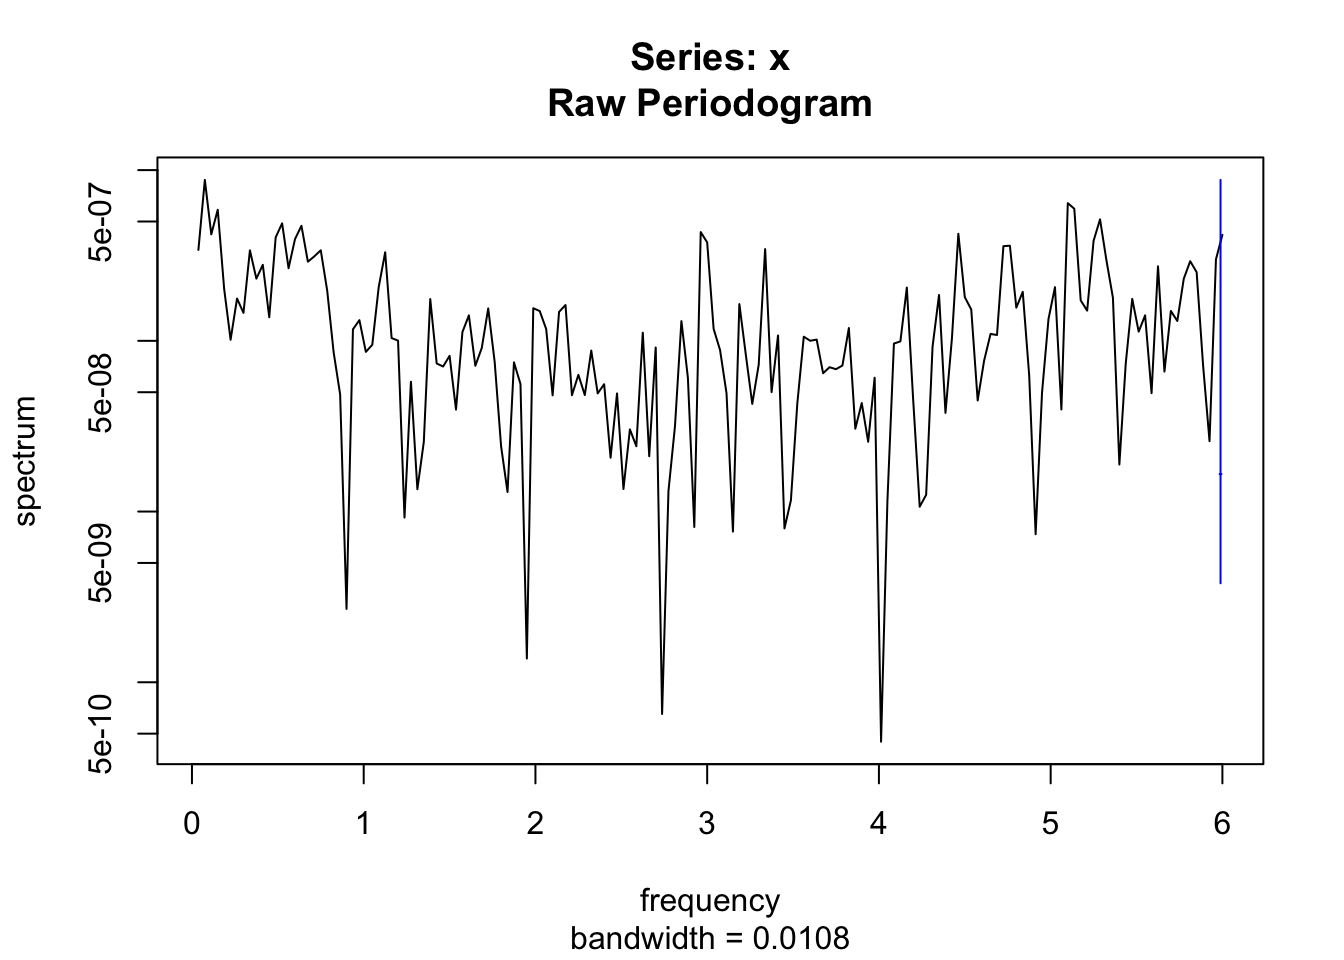 Series: x
Raw Periodogram
spectrum
5e-07
5e-08
5e-09
5e-10
0 1 2 3 4 5 6
frequency
bandwidth = 0.0108